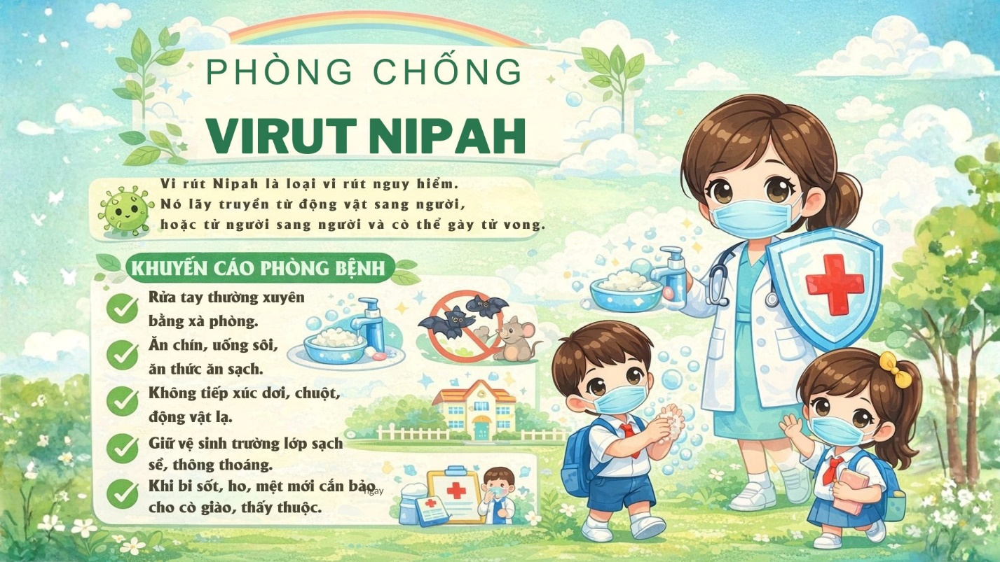 PHÒNG CHỐNG
VIRUT NIPAH
Vi rút Nipah là loại vi rút nguy hiểm.
Nó lãy truyền từ động vật sang người,
hoặc tử người sang người và cò thể gày tử vong.
KHUYẾN CÁO PHÒNG BỆNH
Rửa tay thường xuyên
bằng xà phòng.
Ăn chín, uống sôi,
ăn thức ăn sạch.
Không tiếp xúc dơi, chuột,
động vật lạ.
Giữ vệ sinh trường lớp sạch
sề, thông thoáng.
Khi bi sốt, ho, mệt mới cắn bảo
ngay
cho cò giào, thấy thuộc.